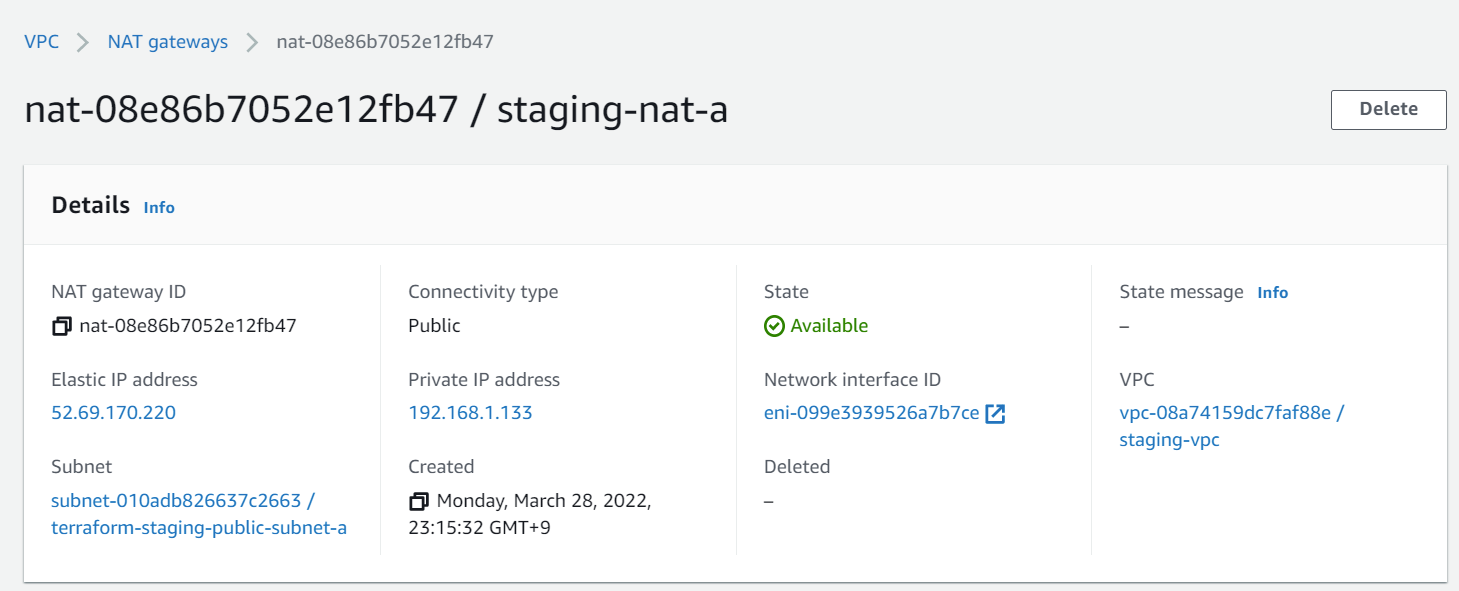 VPC > NAT gateways > nat-08e86b7052e12fb47
nat-08e86b7052e12fb47 / staging-nat-a
Delete
Details Info
NAT gateway ID
nat-08e86b7052e12fb47
Connectivity type
Public
State
Available
State message Info
–
Elastic IP address
52.69.170.220
Private IP address
192.168.1.133
Network interface ID
eni-099e3939526a7b7ce
VPC
vpc-08a74159dc7faf88e /
staging-vpc
Subnet
subnet-010adb826637c2663 /
terraform-staging-public-subnet-a
Created
Monday, March 28, 2022,
23:15:32 GMT+9
Deleted
–